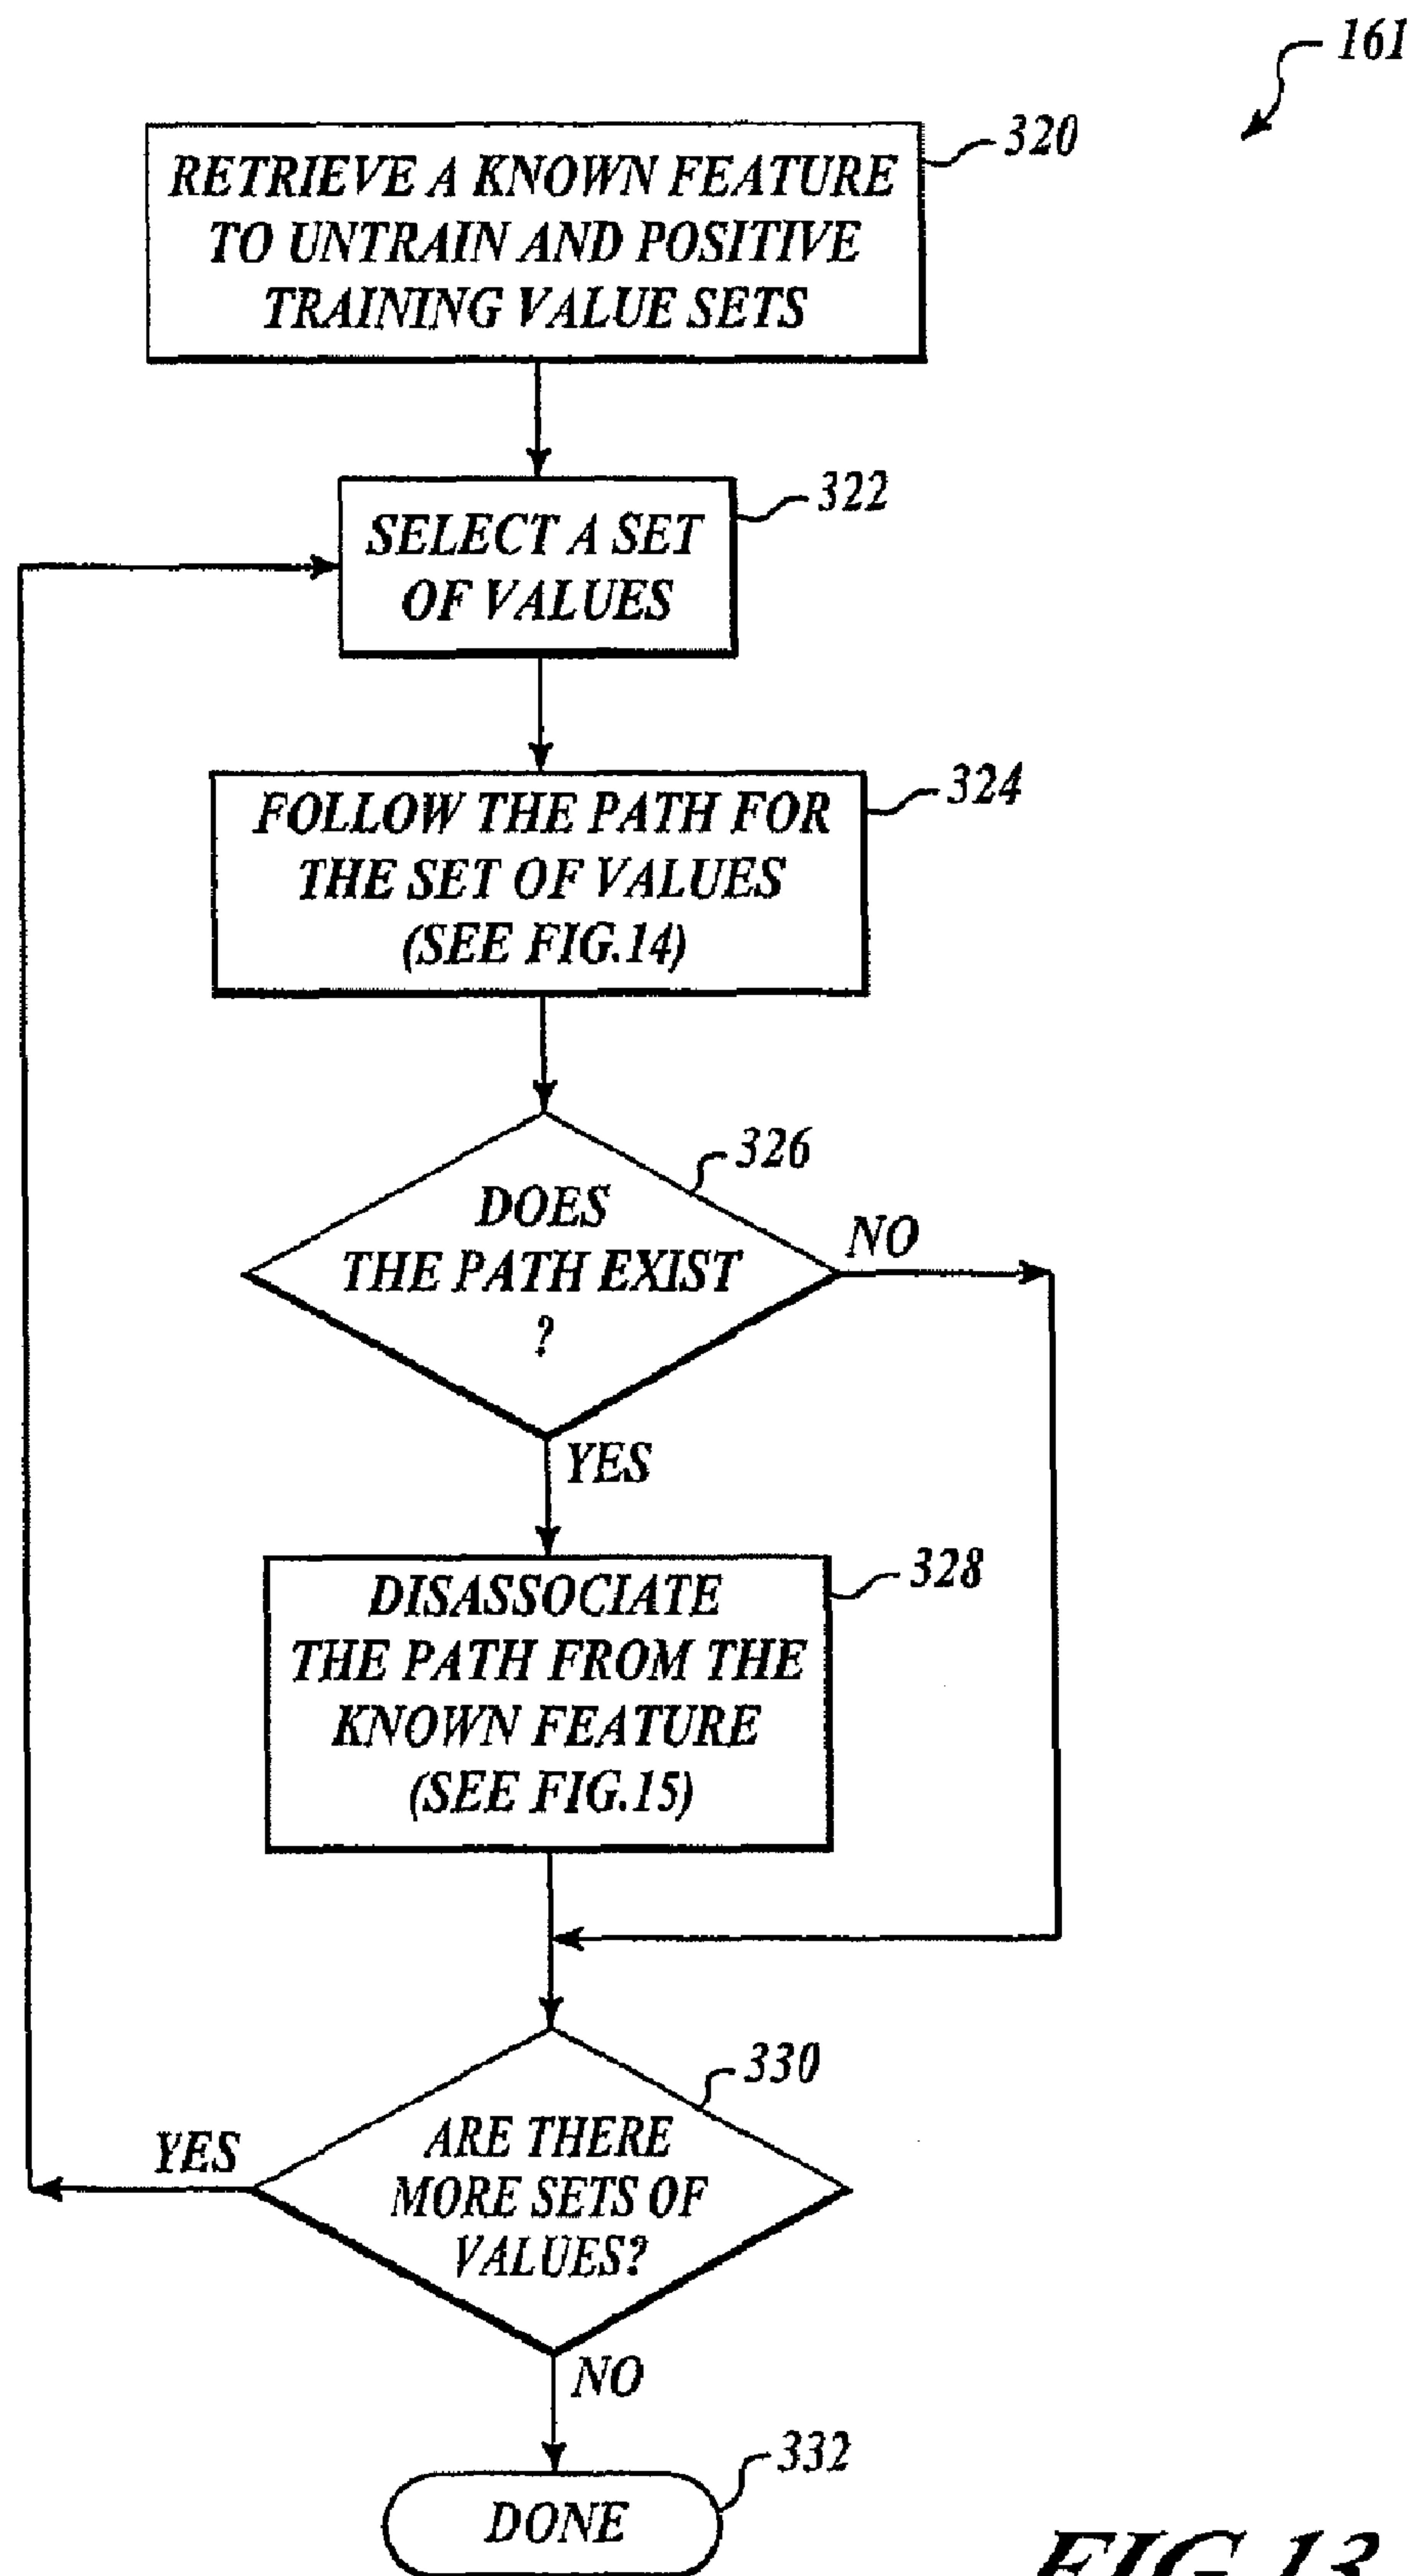 161
320
RETRIEVE A KNOWN FEATURE
TO UNTRAIN AND POSITIVE
TRAINING VALUE SETS
322
SELECT A SET
OF VALUES
324
FOLLOW THE PATH FOR
THE SET OF VALUES
(SEE FIG.14)
326
DOES
THE PATH EXIST
?
NO
YES
328
DISASSOCIATE
THE PATH FROM THE
KNOWN FEATURE
(SEE FIG.15)
330
ARE THERE
MORE SETS OF
VALUES?
YES
NO
332
DONE
FIG.13